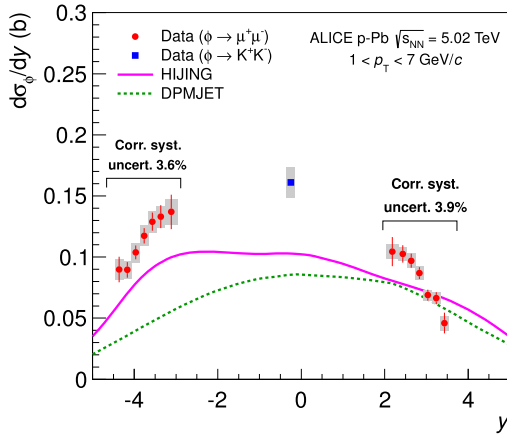 dσϕ/dy (b)
0.3
0.25
0.2
0.15
0.1
0.05
0
Data (ϕ → μ⁺μ⁻)
Data (ϕ → K⁺K⁻)
HIJING
DPMJET
ALICE p-Pb √sNN = 5.02 TeV
1 < pT < 7 GeV/c
Corr. syst.
uncert. 3.6%
Corr. syst.
uncert. 3.9%
−4 −2 0 2 4
y